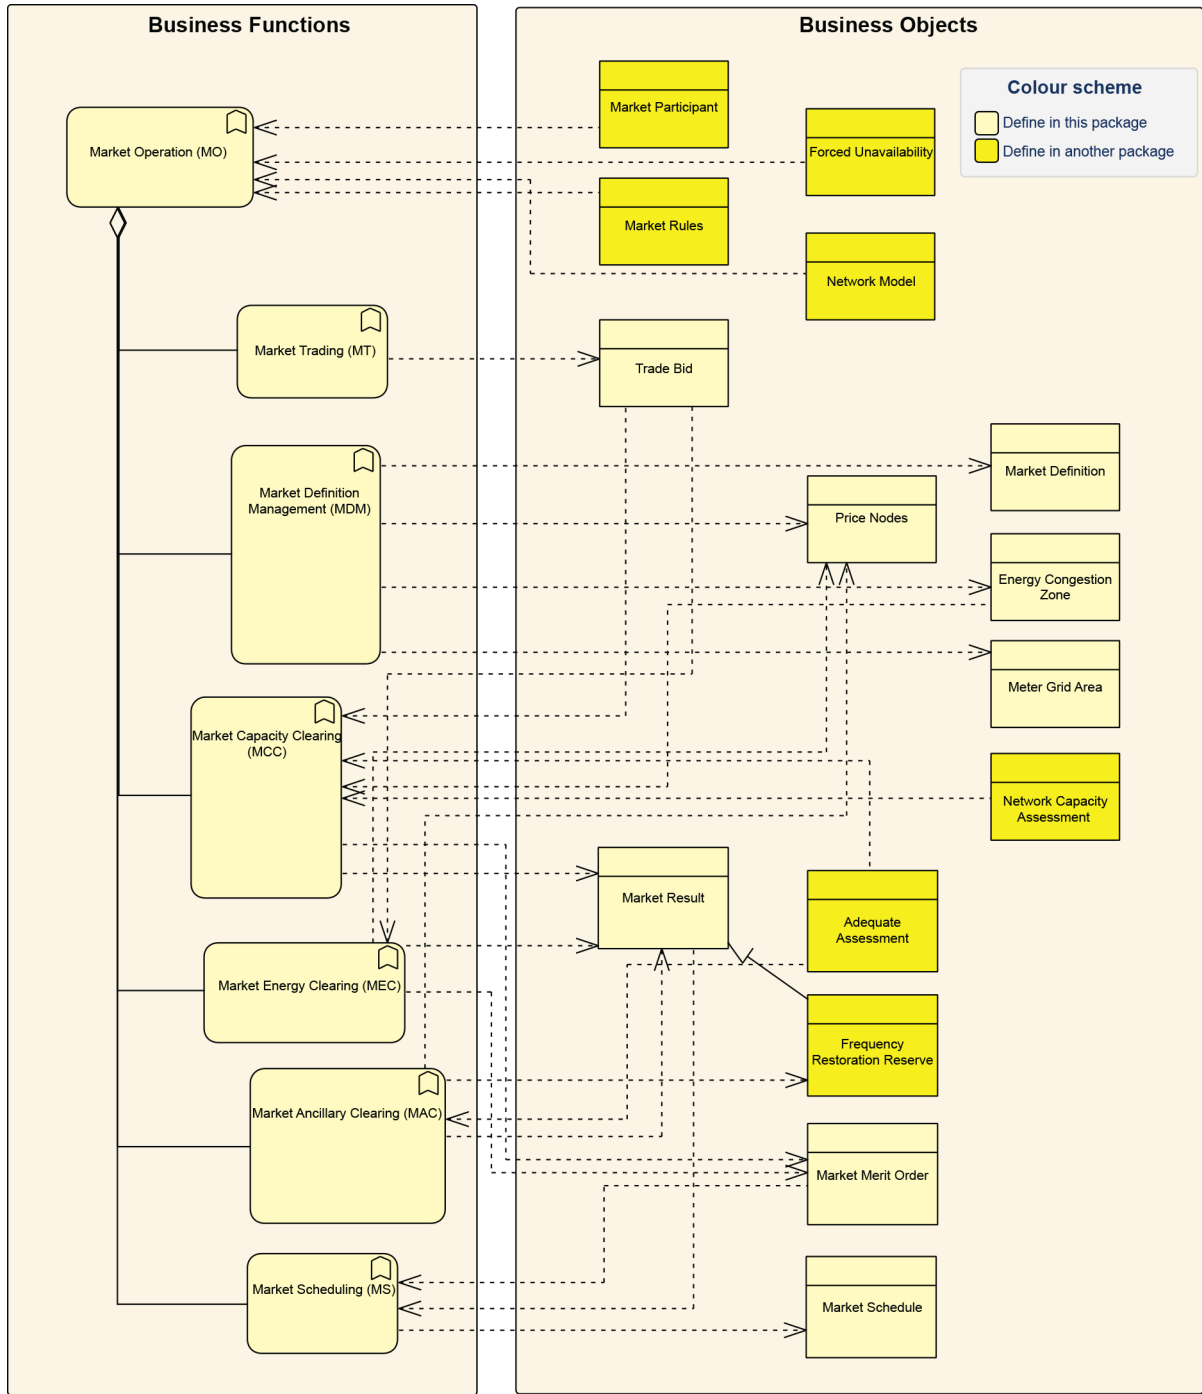 Business Functions
Business Objects
Colour scheme
Define in this package
Define in another package
Market Participant
Forced Unavailability
Market Operation (MO)
Market Rules
Network Model
Market Trading (MT)
Trade Bid
Market Definition
Market Definition
Management (MDM)
Price Nodes
Energy Congestion
Zone
Meter Grid Area
Market Capacity Clearing
(MCC)
Network Capacity
Assessment
Market Result
Adequate
Assessment
Market Energy Clearing (MEC)
Frequency
Restoration Reserve
Market Ancillary Clearing (MAC)
Market Merit Order
Market Scheduling (MS)
Market Schedule